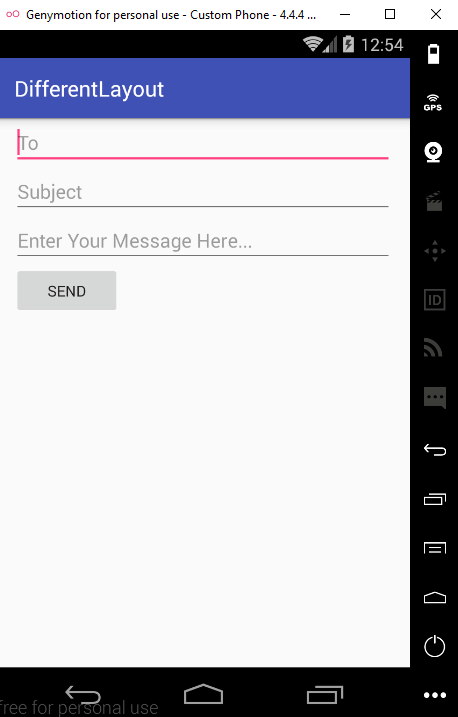 Genymotion for personal use - Custom Phone - 4.4.4 ...
12:54
DifferentLayout
To
Subject
Enter Your Message Here...
SEND
GPS
ID
free for personal use